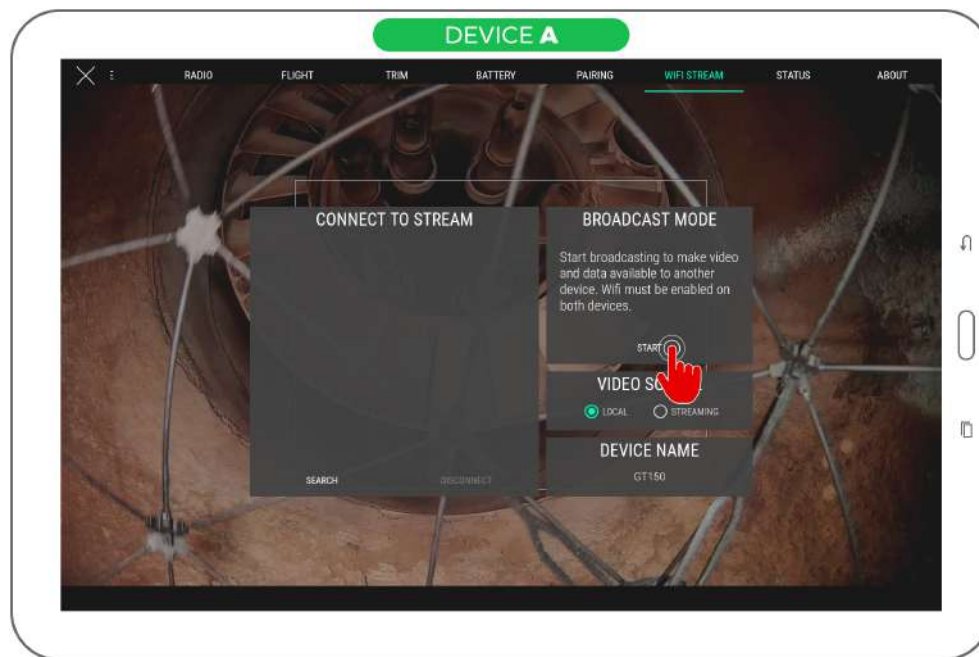 DEVICE A
RADIO FLIGHT TRIM BATTERY PAIRING WIFI STREAM STATUS ABOUT
CONNECT TO STREAM
SEARCH DISCONNECT
BROADCAST MODE
Start broadcasting to make video
and data available to another
device. Wifi must be enabled on
both devices.
START
VIDEO
LOCAL STREAMING
DEVICE NAME
GT150